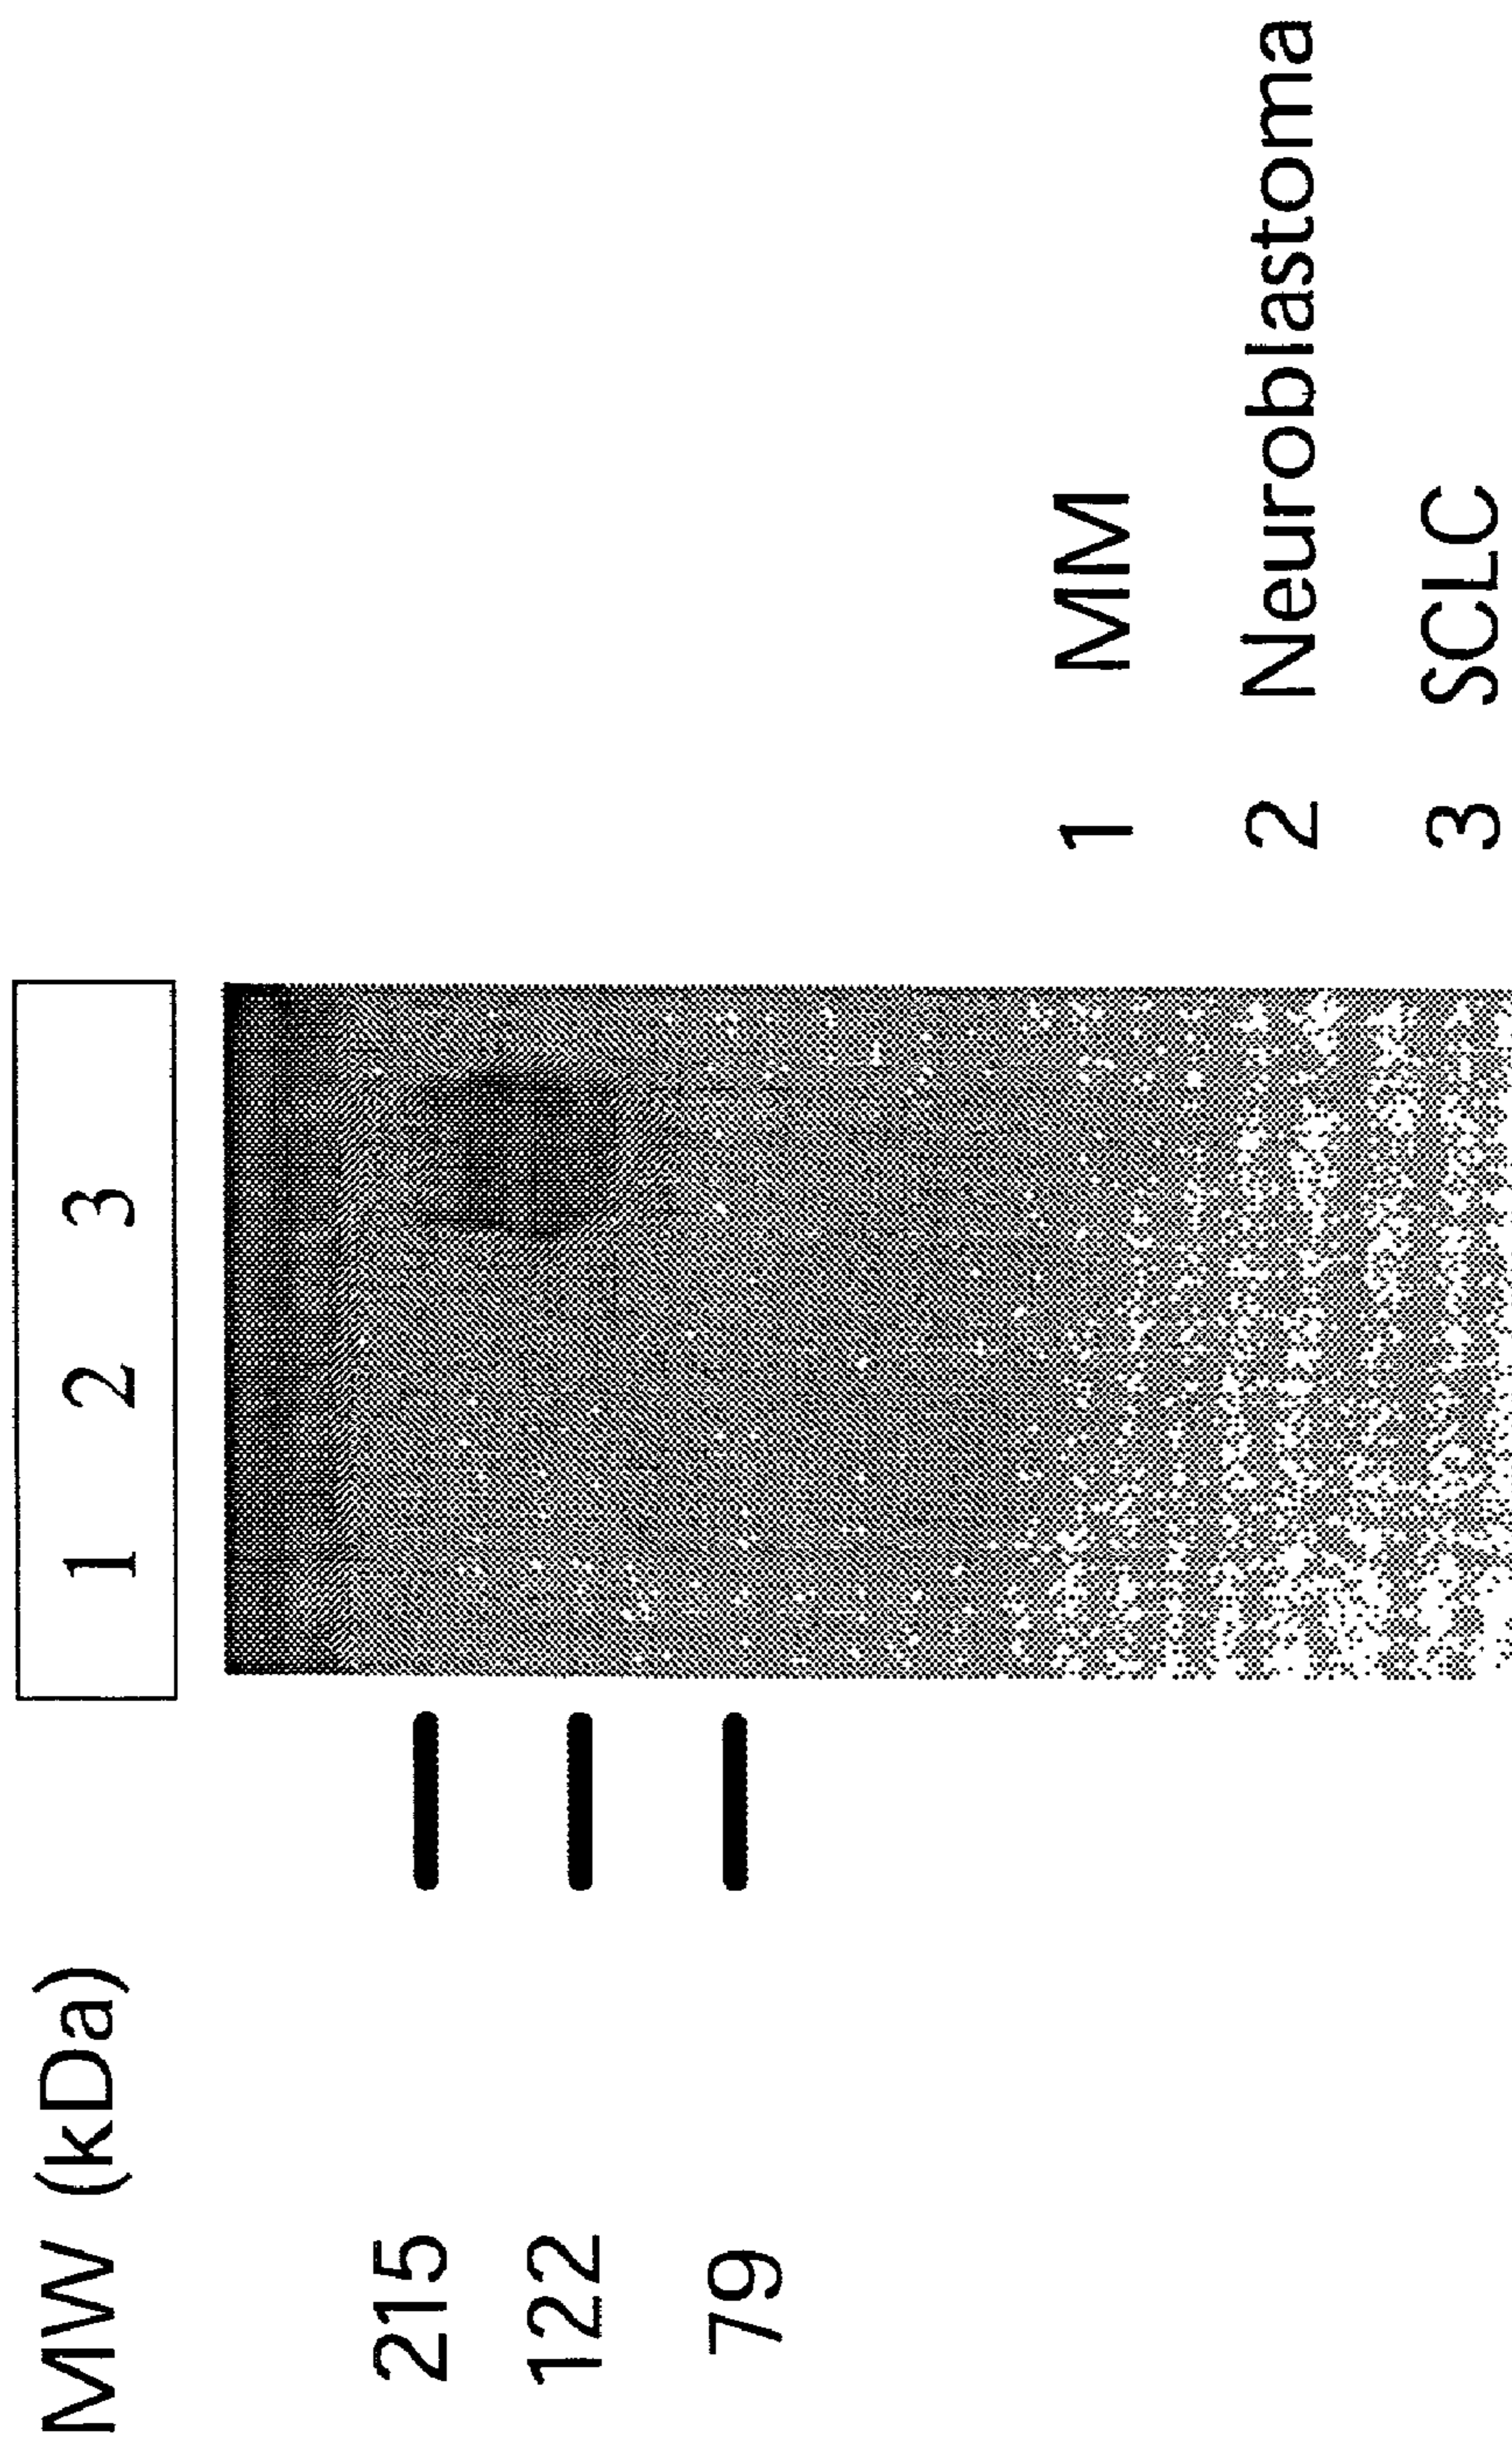 MW (kDa)
1 2 3
215
122
79
1 MM
2 Neuroblastoma
3 SCLC